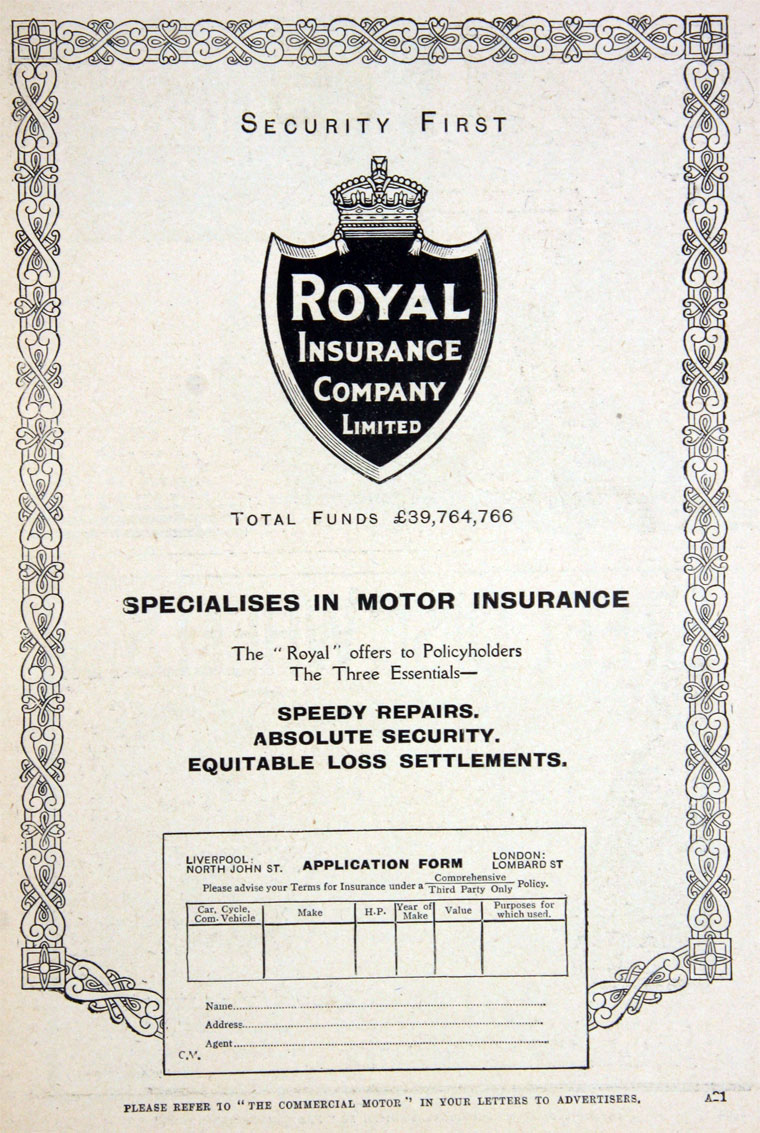 SECURITY FIRST
ROYAL
INSURANCE
COMPANY
LIMITED
TOTAL FUNDS £39,764,766
SPECIALISES IN MOTOR INSURANCE
The "Royal" offers to Policyholders
The Three Essentials—
SPEEDY REPAIRS.
ABSOLUTE SECURITY.
EQUITABLE LOSS SETTLEMENTS.
LIVERPOOL:
NORTH JOHN ST.
APPLICATION FORM
LONDON:
LOMBARD ST
Please advise your Terms for Insurance under a Comprehensive
Third Party Only Policy.
Car, Cycle,
Com. Vehicle
Make
H.P.
Year of
Make
Value
Purposes for
which used.
Name
Address
Agent
C.V.
PLEASE REFER TO "THE COMMERCIAL MOTOR" IN YOUR LETTERS TO ADVERTISERS.